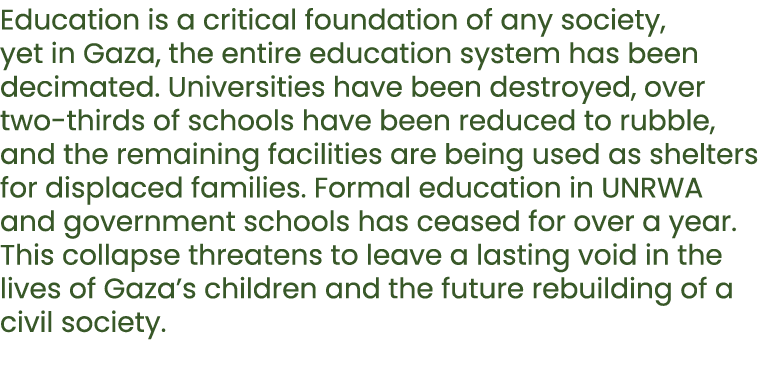 Education is a critical foundation of any society,
yet in Gaza, the entire education system has been
decimated. Universities have been destroyed, over
two-thirds of schools have been reduced to rubble,
and the remaining facilities are being used as shelters
for displaced families. Formal education in UNRWA
and government schools has ceased for over a year.
This collapse threatens to leave a lasting void in the
lives of Gaza’s children and the future rebuilding of a
civil society.